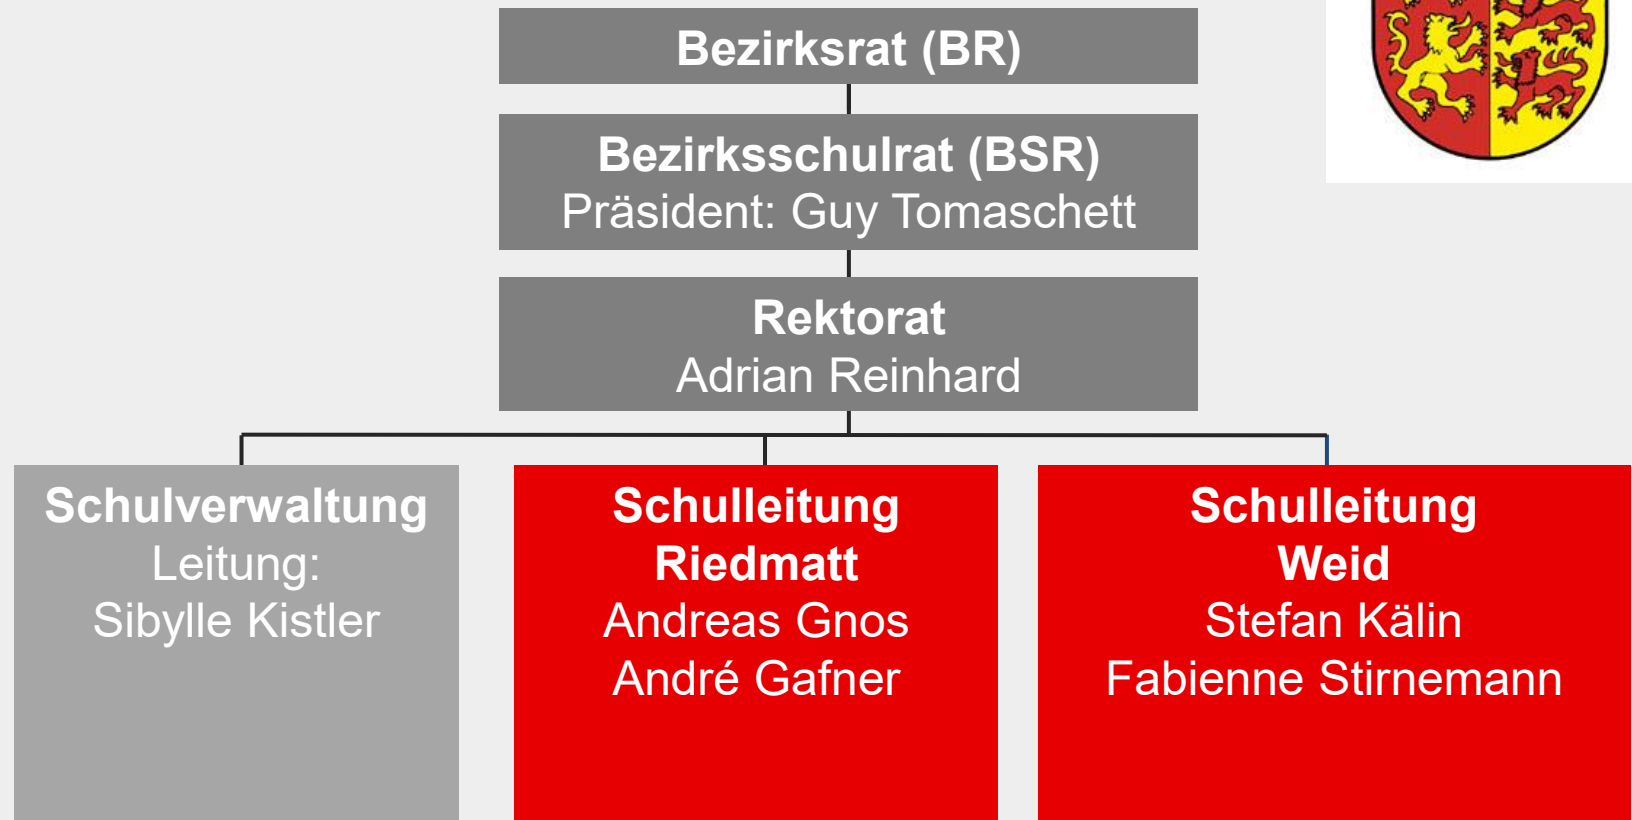 Bezirksrat (BR)
Bezirksschulrat (BSR)
Präsident: Guy Tomaschett
Rektorat
Adrian Reinhard
Schulverwaltung
Leitung:
Sibylle Kistler
Schulleitung
Riedmatt
Andreas Gnos
André Gafner
Schulleitung
Weid
Stefan Kälin
Fabienne Stirnemann